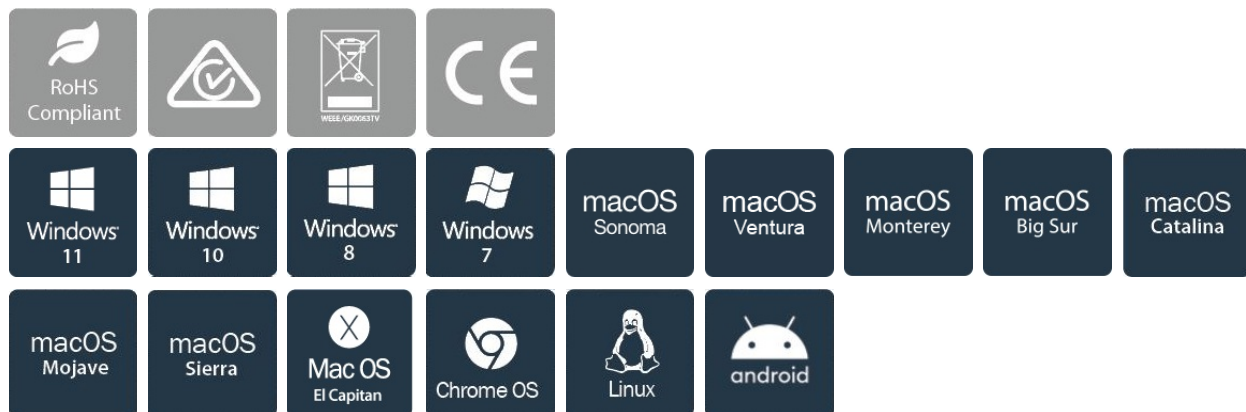 RoHS
Compliant
WEEE/GK0063TV
CE
Windows
11
Windows
10
Windows
8
Windows
7
macOS
Sonoma
macOS
Ventura
macOS
Monterey
macOS
Big Sur
macOS
Catalina
macOS
Mojave
macOS
Sierra
X
Mac OS
El Capitan
Chrome OS
Linux
android